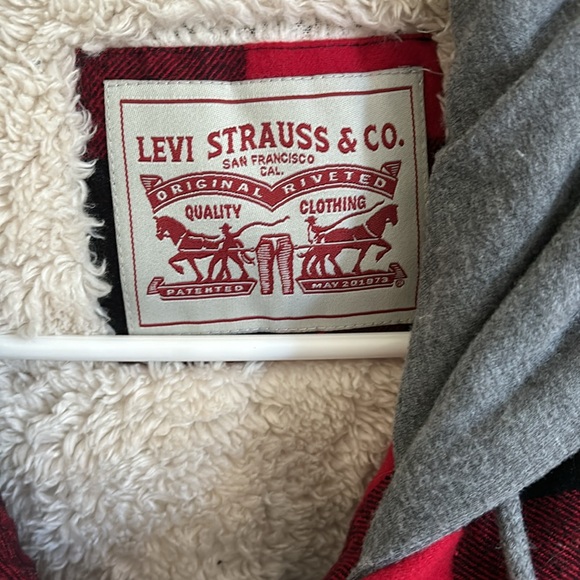 LEVI STRAUSS & CO.
SAN FRANCISCO
CAL.
ORIGINAL RIVETED
QUALITY CLOTHING
PATENTED MAY 20 1873
®